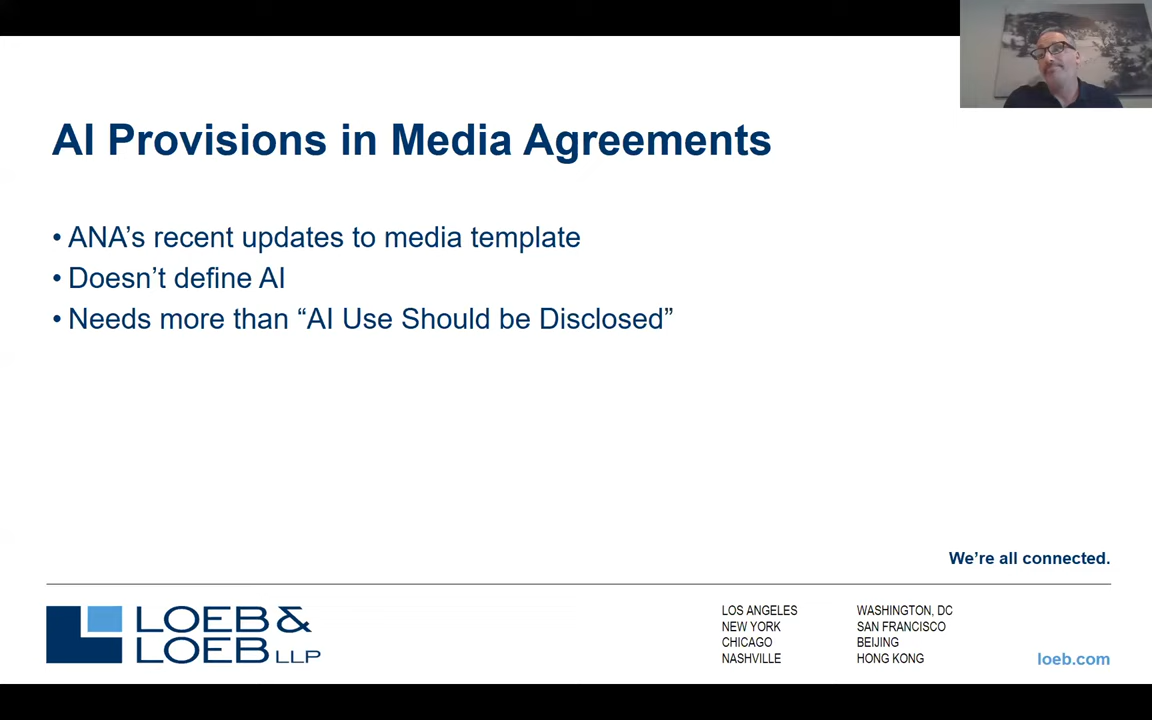 AI Provisions in Media Agreements
• ANA’s recent updates to media template
• Doesn’t define AI
• Needs more than “AI Use Should be Disclosed”
We’re all connected.
LOEB &
LOEB LLP
LOS ANGELES
NEW YORK
CHICAGO
NASHVILLE
WASHINGTON, DC
SAN FRANCISCO
BEIJING
HONG KONG
loeb.com